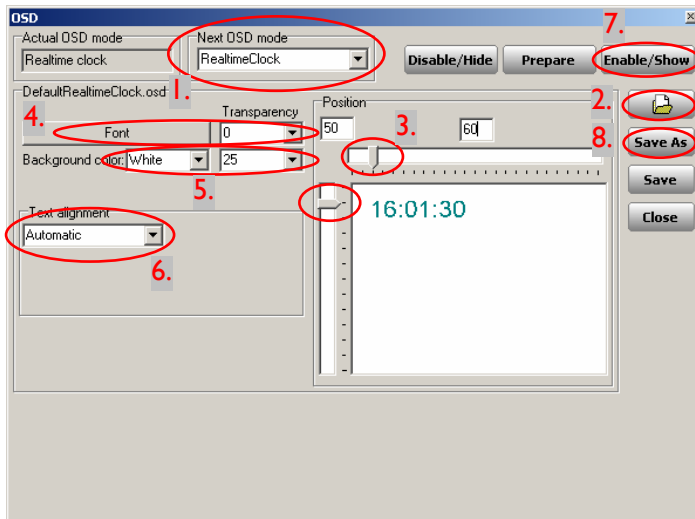 OSD
Actual OSD mode
Realtime clock
Next OSD mode
RealtimeClock
1.
Disable/Hide
Prepare
7.
Enable/Show
DefaultRealtimeClock.osd
4.
Font
Transparency
0
Background color: White
25
5.
Text alignment
Automatic
6.
Position
50
3.
60
16:01:30
2.
8.
Save As
Save
Close